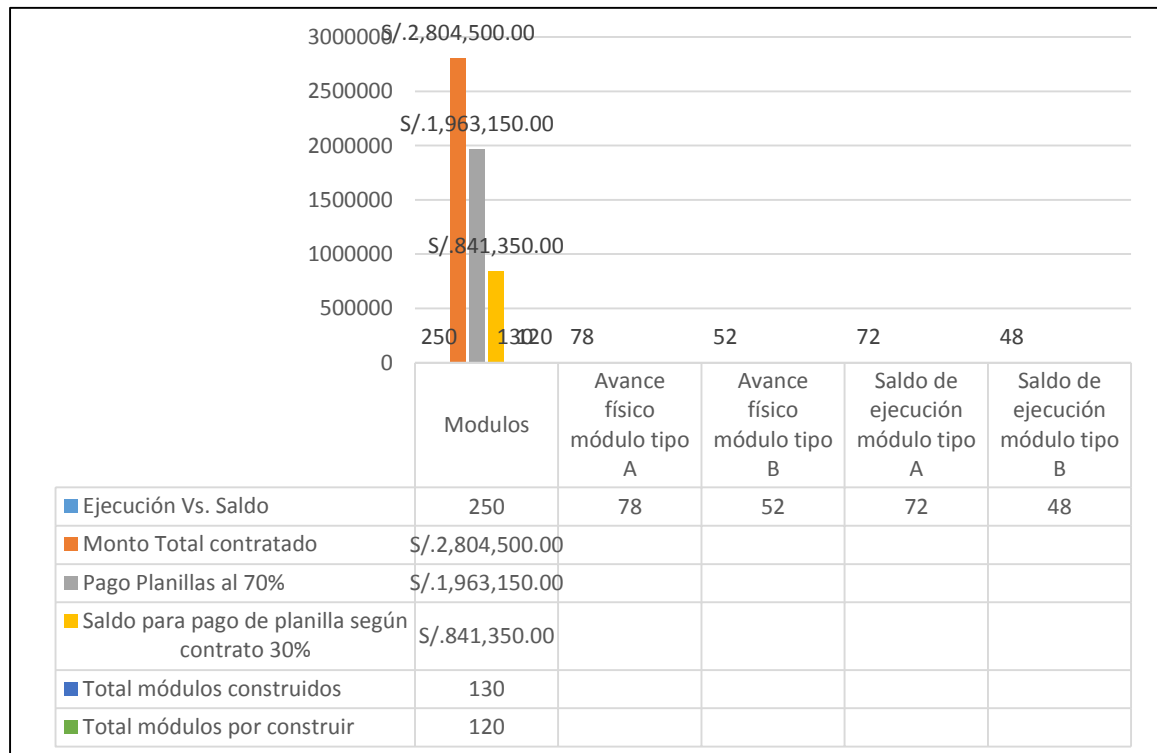 S/.2,804,500.00
3000000
2500000
S/.1,963,150.00
2000000
1500000
S/.841,350.00
1000000
500000
250 130 120 78 52 72 48
0
Modulos
Avance
físico
módulo tipo
A
Avance
físico
módulo tipo
B
Saldo de
ejecución
módulo tipo
A
Saldo de
ejecución
módulo tipo
B
Ejecución Vs. Saldo 250 78 52 72 48
Monto Total contratado S/.2,804,500.00
Pago Planillas al 70% S/.1,963,150.00
Saldo para pago de planilla según
contrato 30% S/.841,350.00
Total módulos construidos 130
Total módulos por construir 120